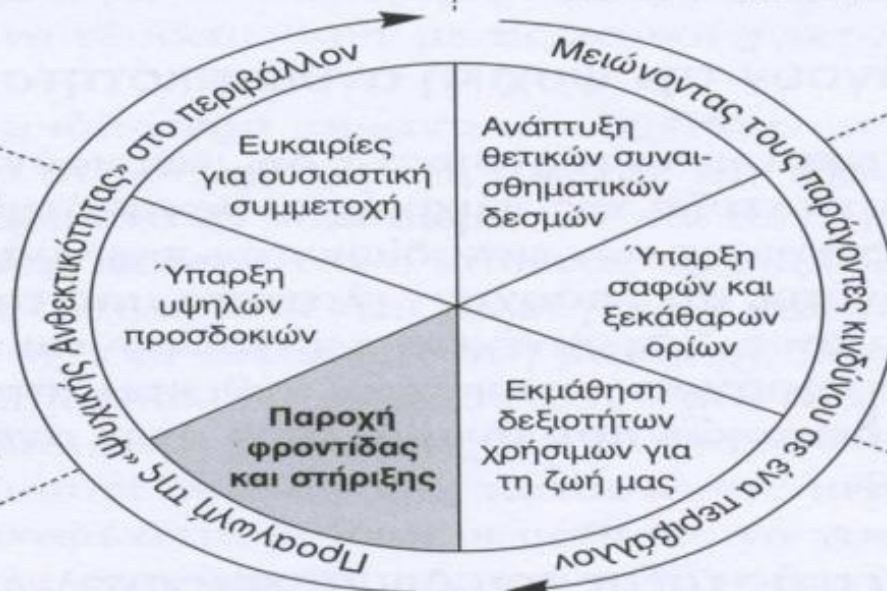 Μειώνοντας τους παράγοντες κινδύνου σε ένα περιβάλλον
Προαγωγή της «ψυχικής Ανθεκτικότητας» στο περιβάλλον
Ανάπτυξη
θετικών συναι-
σθηματικών
δεσμών
Ύπαρξη
σαφών και
ξεκάθαρων
ορίων
Εκμάθηση
δεξιοτήτων
χρήσιμων για
τη ζωή μας
Παροχή
φροντίδας
και στήριξης
Ύπαρξη
υψηλών
προσδοκιών
Ευκαιρίες
για ουσιαστική
συμμετοχή